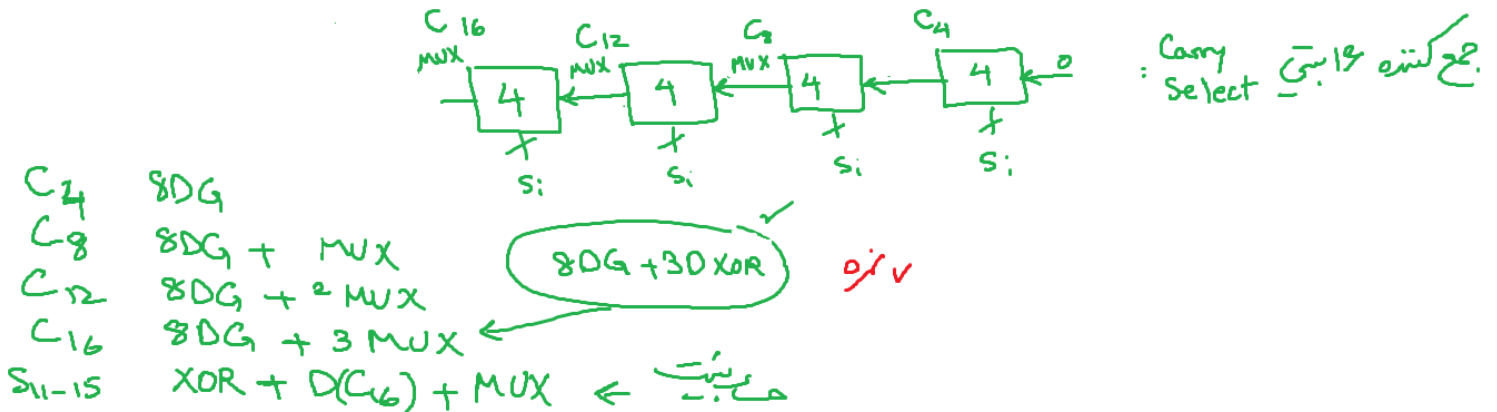 C16 C12 C8 C4
MUX MUX MUX
4 4 4 4 0
Si Si Si Si
جمع کننده Carry Select :
C4 8DG
C8 8DG + MUX
C12 8DG + 2 MUX
C16 8DG + 3 MUX
8DG + 3D XOR
S11-15 XOR + D(C16) + MUX ←